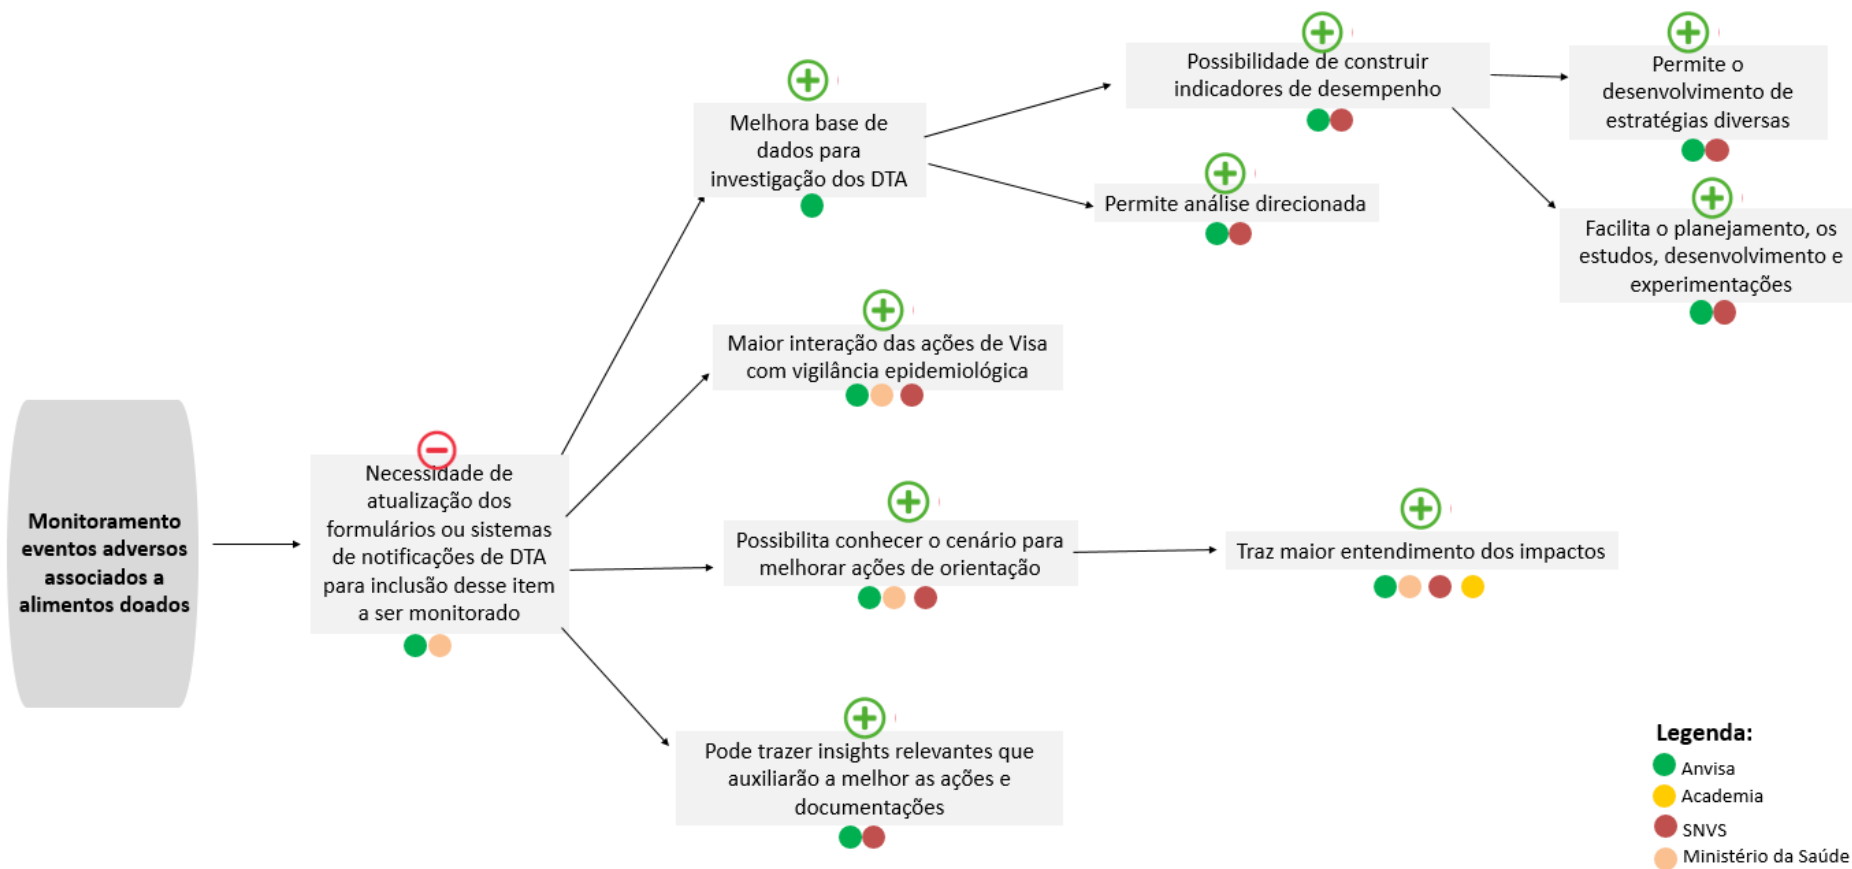 Monitoramento
eventos adversos
associados a
alimentos doados
Necessidade de
atualização dos
formulários ou sistemas
de notificações de DTA
para inclusão desse item
a ser monitorado
Melhora base de
dados para
investigação dos DTA
Possibilidade de construir
indicadores de desempenho
Permite o
desenvolvimento de
estratégias diversas
Facilita o planejamento, os
estudos, desenvolvimento e
experimentações
Permite análise direcionada
Maior interação das ações de Visa
com vigilância epidemiológica
Possibilita conhecer o cenário para
melhorar ações de orientação
Traz maior entendimento dos impactos
Pode trazer insights relevantes que
auxiliarão a melhor as ações e
documentações
Legenda:
Anvisa
Academia
SNVS
Ministério da Saúde